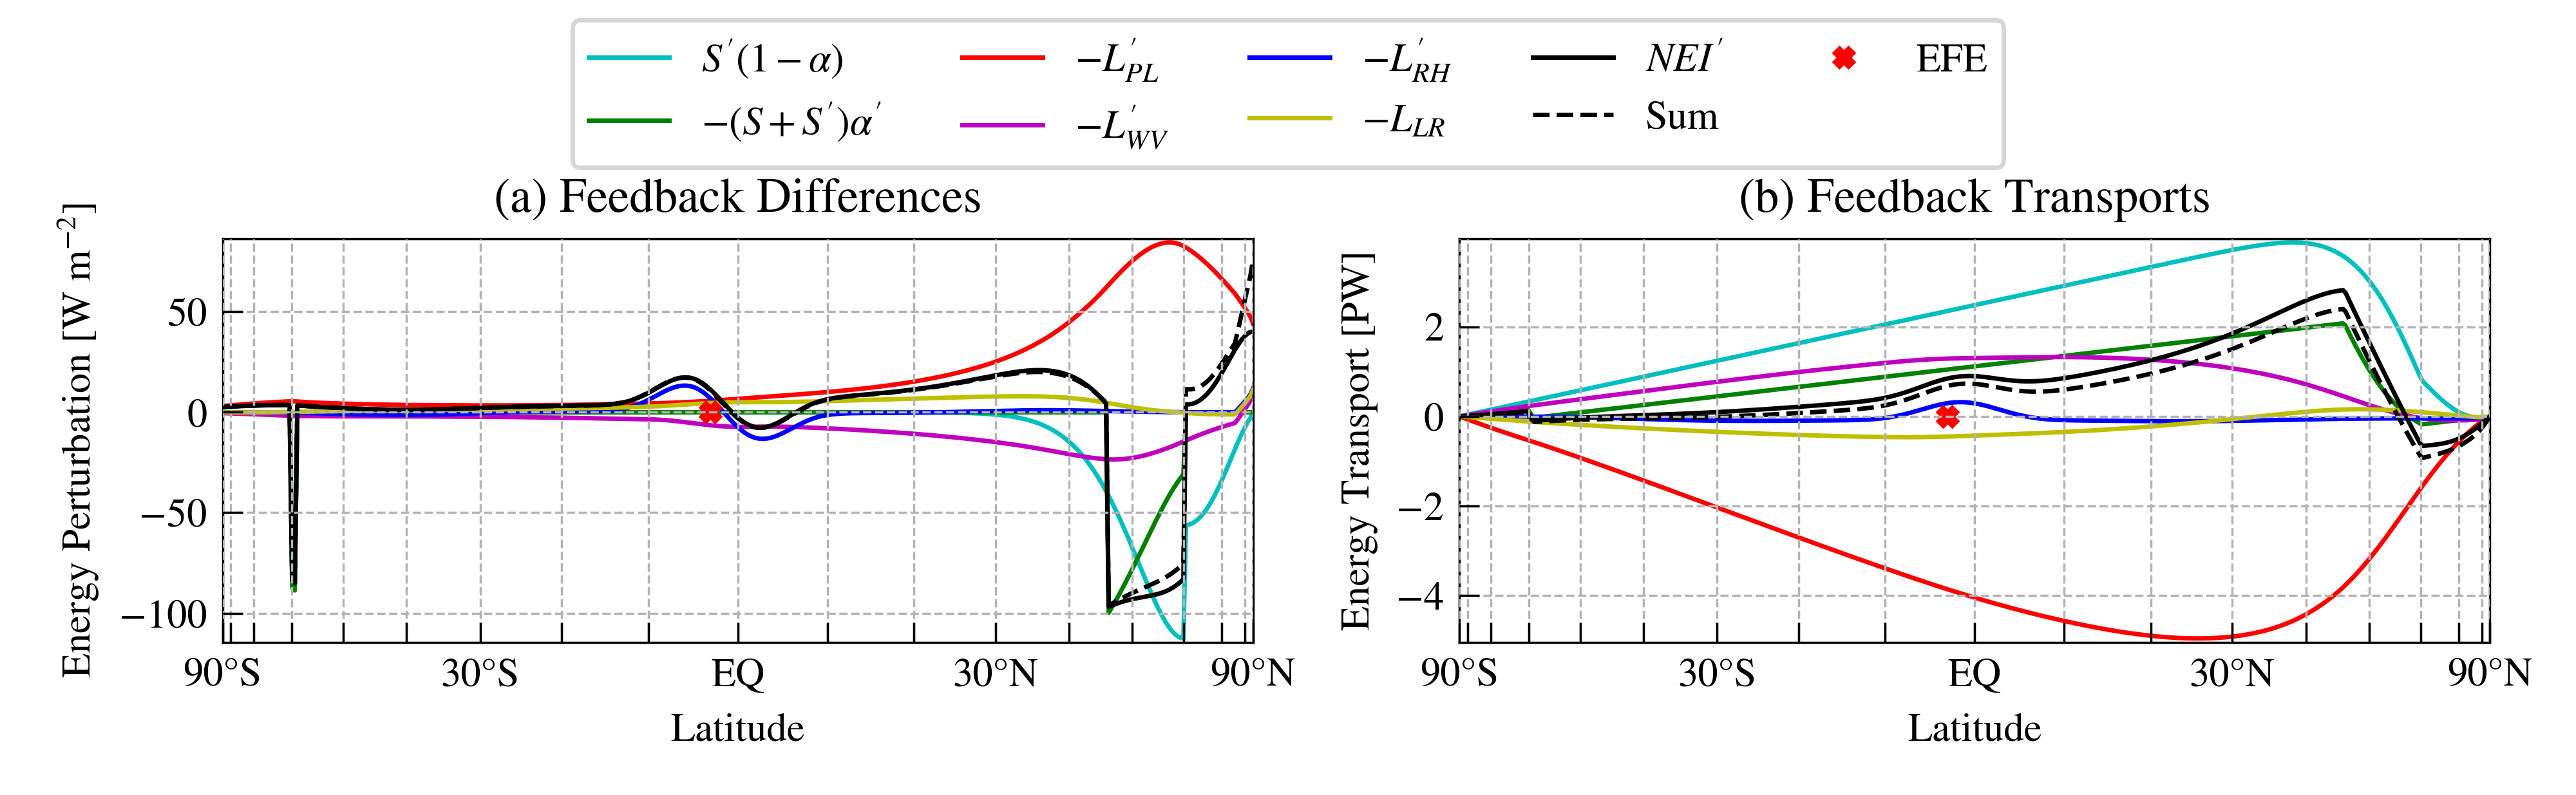 S′(1 − α)
−L′PL
−L′RH
NEI′
EFE
−(S + S′)α′
−L′WV
−LLR
Sum
(a) Feedback Differences
Energy Perturbation [W m−2]
50
0
−50
−100
90°S
30°S
EQ
30°N
90°N
Latitude
(b) Feedback Transports
Energy Transport [PW]
2
0
−2
−4
90°S
30°S
EQ
30°N
90°N
Latitude